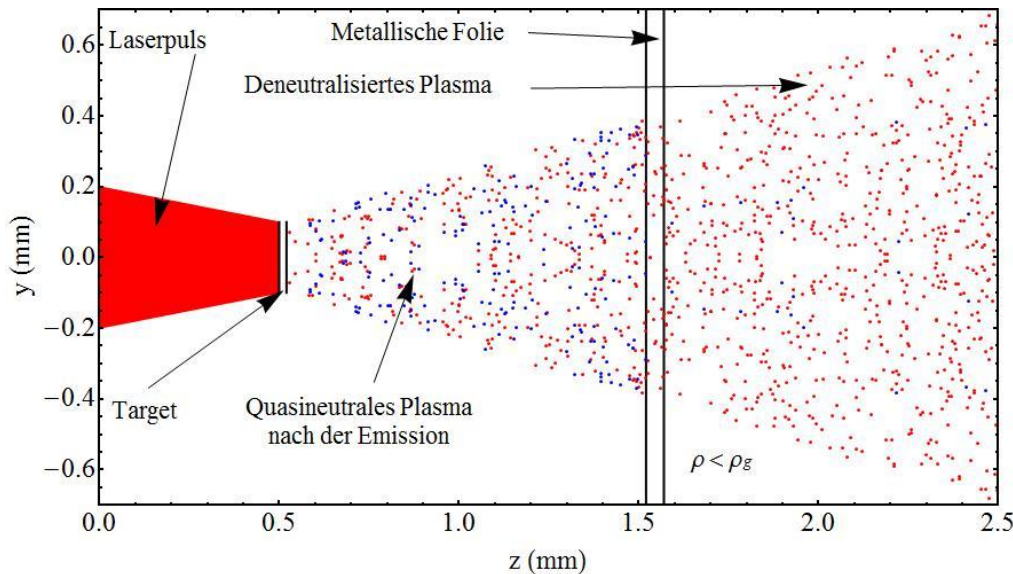 Laserpuls
Metallische Folie
Deneutralisiertes Plasma
Target
Quasineutrales Plasma
nach der Emission
ρ < ρg
y (mm)
0.6
0.4
0.2
0.0
−0.2
−0.4
−0.6
0.0 0.5 1.0 1.5 2.0 2.5
z (mm)